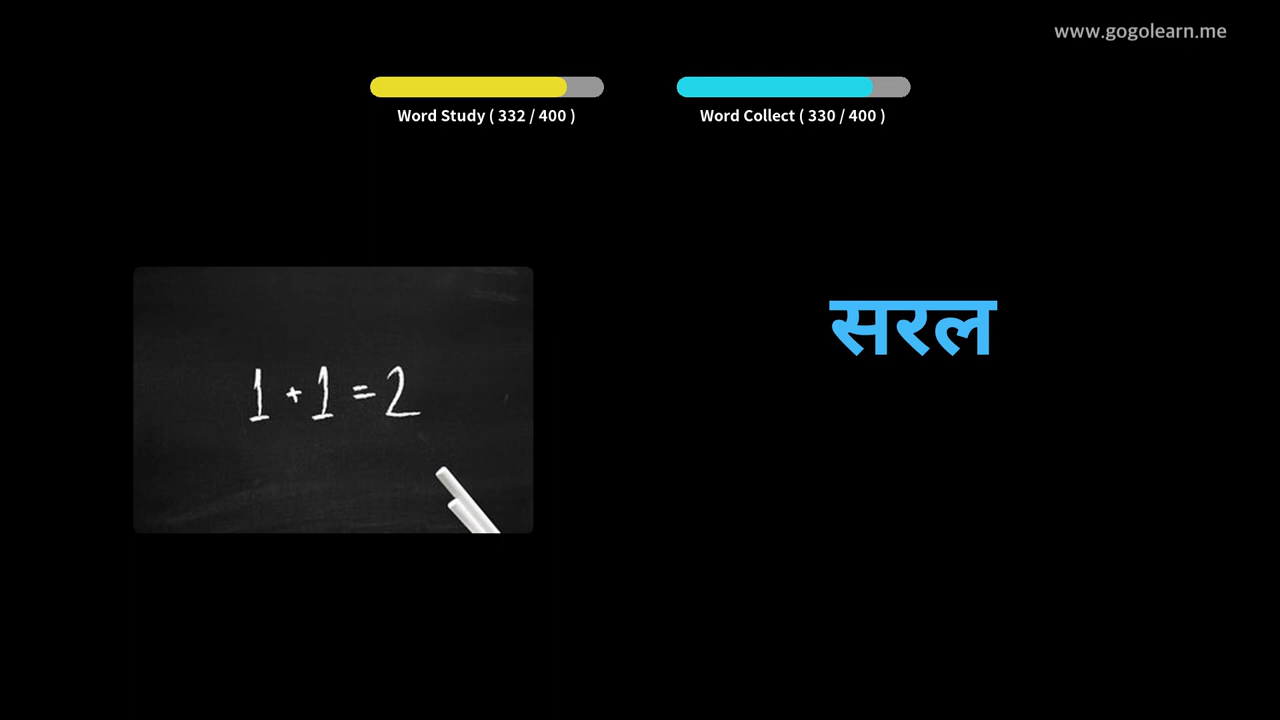 www.gogolearn.me
Word Study ( 332 / 400 )
Word Collect ( 330 / 400 )
1 + 1 = 2
सरल